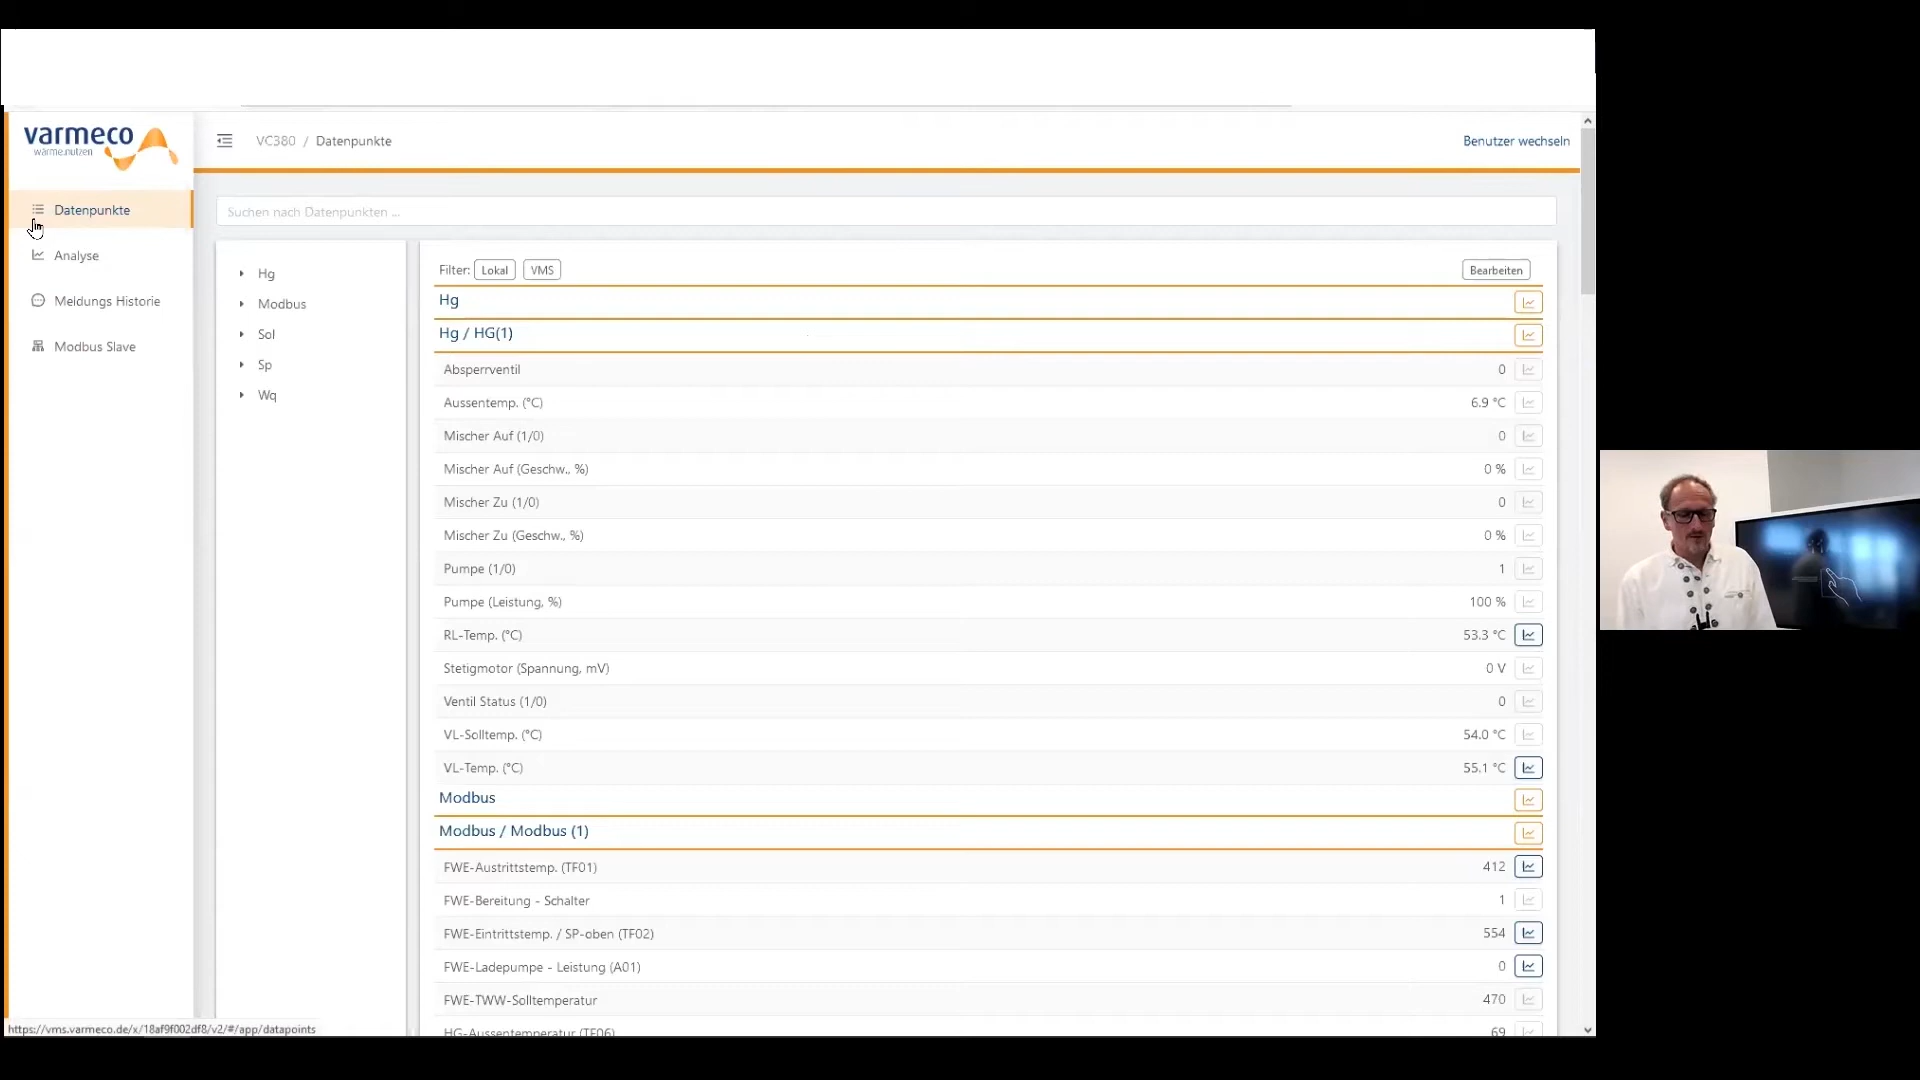 varmeco
wärme.nutzen
VC380 / Datenpunkte
Benutzer wechseln
Datenpunkte
Analyse
Meldungs Historie
Modbus Slave
Suchen nach Datenpunkten ...
Hg
Modbus
Sol
Sp
Wq
Filter: Lokal VMS Bearbeiten
Hg
Hg / HG(1)
Absperrventil 0
Aussentemp. (°C) 6.9 °C
Mischer Auf (1/0) 0
Mischer Auf (Geschw., %) 0 %
Mischer Zu (1/0) 0
Mischer Zu (Geschw., %) 0 %
Pumpe (1/0) 1
Pumpe (Leistung, %) 100 %
RL-Temp. (°C) 53.3 °C
Stetigmotor (Spannung, mV) 0 V
Ventil Status (1/0) 0
VL-Solltemp. (°C) 54.0 °C
VL-Temp. (°C) 55.1 °C
Modbus
Modbus / Modbus (1)
FWE-Austrittstemp. (TF01) 412
FWE-Bereitung - Schalter 1
FWE-Eintrittstemp. / SP-oben (TF02) 554
FWE-Ladepumpe - Leistung (A01) 0
FWE-TWW-Solltemperatur 470
HG-Aussentemperatur (TF06) 69
https://vms.varmeco.de/x/18af9f002df8/v2/#/app/datapoints